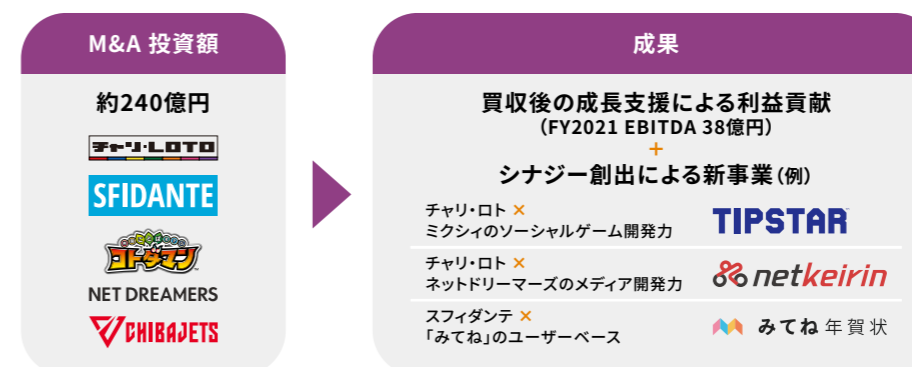 M&A 投資額
約240億円
チャリ・LOTO
SFIDANTE
コトダマン
NET DREAMERS
CHIBAJETS
成果
買収後の成長支援による利益貢献
（FY2021 EBITDA 38億円）
+
シナジー創出による新事業（例）
チャリ・ロト ×
ミクシィのソーシャルゲーム開発力
TIPSTAR
チャリ・ロト ×
ネットドリーマーズのメディア開発力
netkeirin
スフィダンテ ×
「みてね」のユーザーベース
みてね年賀状